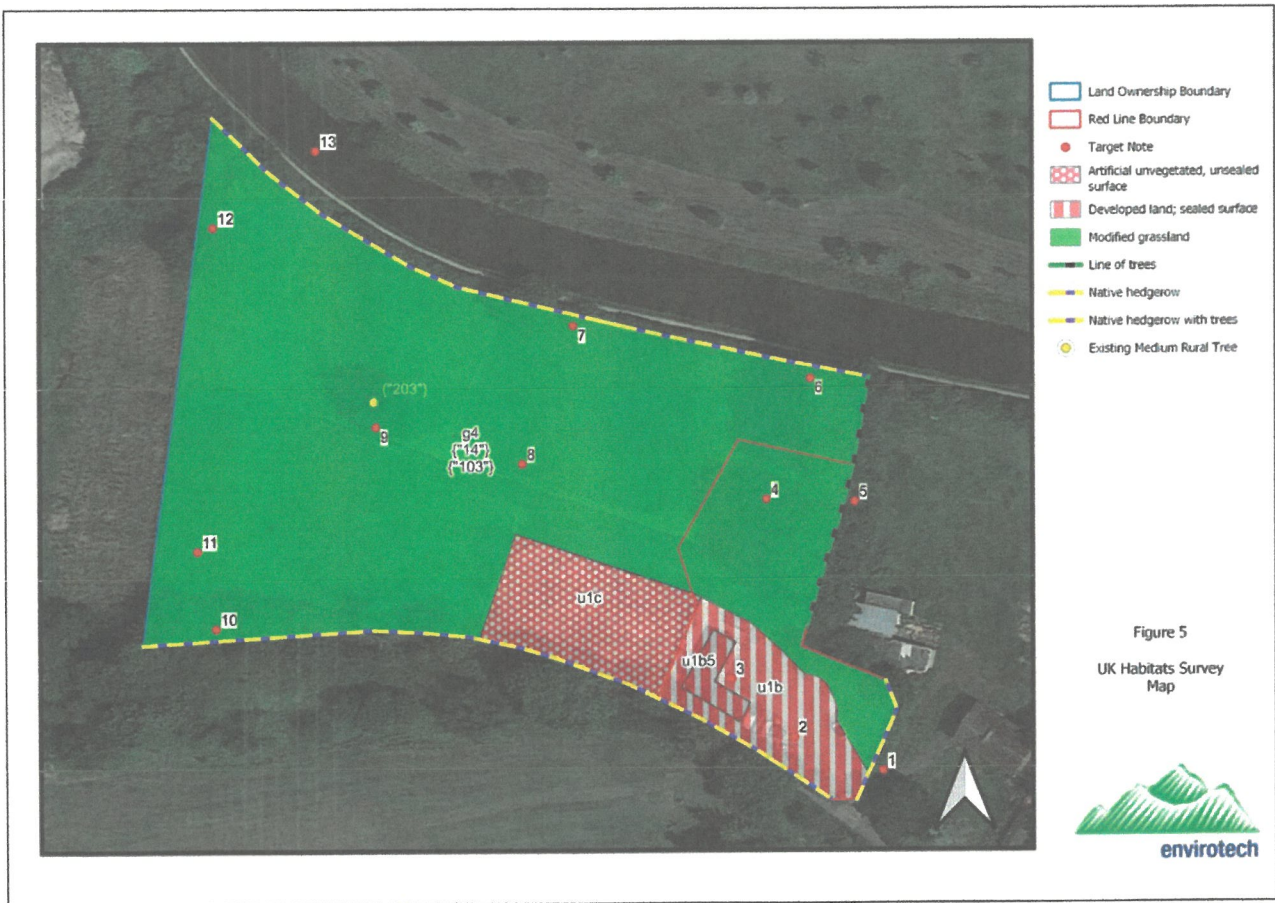 13
12
7
6
{"203"}
9
g4
{"14"}
{"103"}
8
4
5
11
u1c
10
u1b5
3
u1b
2
1
Land Ownership Boundary
Red Line Boundary
Target Note
Artificial unvegetated, unsealed
surface
Developed land; sealed surface
Modified grassland
Line of trees
Native hedgerow
Native hedgerow with trees
Existing Medium Rural Tree
Figure 5
UK Habitats Survey
Map
envirotech